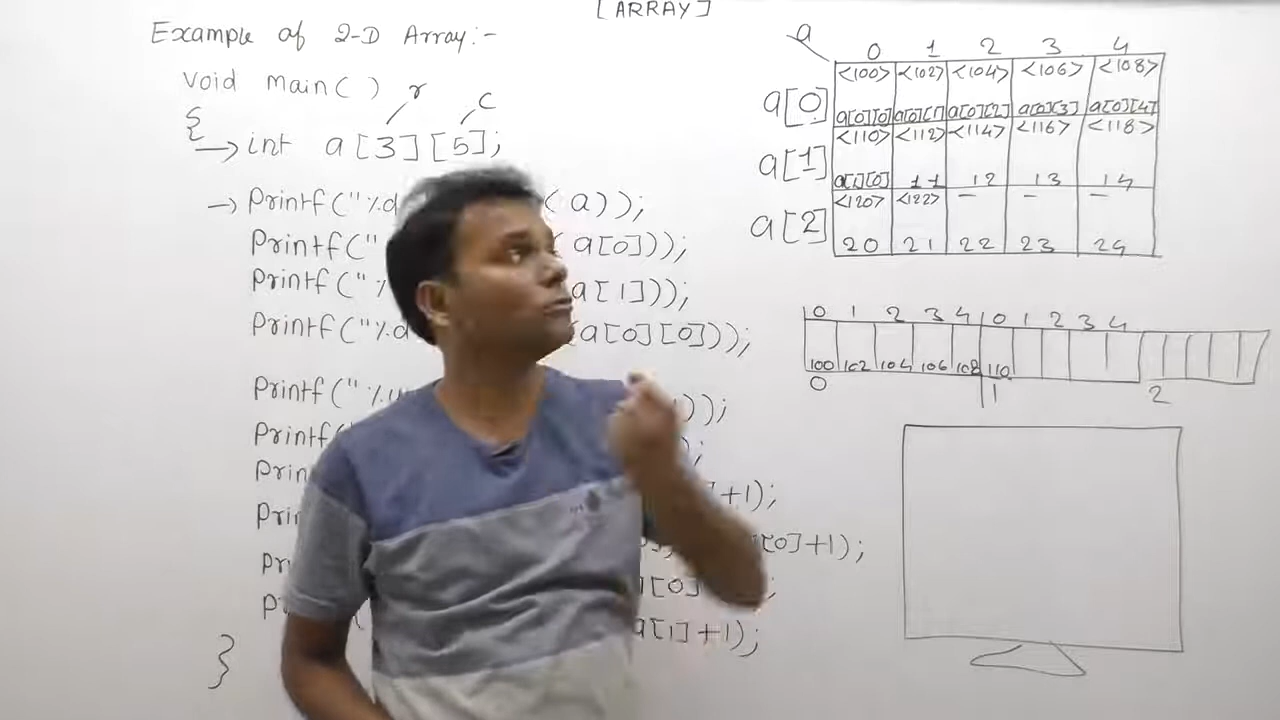 [ARRAY]
Example of 2-D Array:-
void main( )
r
c
{
→ int a[3][5];
→ Printf("%d (a));
Printf(" (a[0]));
Printf("% a[1]));
Printf("%d (a[0][0]));
Printf("%u ));
Printf( );
Prin +1);
Prin [0]+1);
Pr [0] ;
P a[1]+1);
}
a
0 1 2 3 4
<100> <102> <104> <106> <108>
a[0] a[0][0] a[0][1] a[0][2] a[0][3] a[0][4]
<110> <112> <114> <116> <118>
a[1] a[1][0] 11 12 13 14
<120> <122> – – –
a[2] 20 21 22 23 24
0 1 2 3 4 0 1 2 3 4
100 102 104 106 108 110
0 1 2